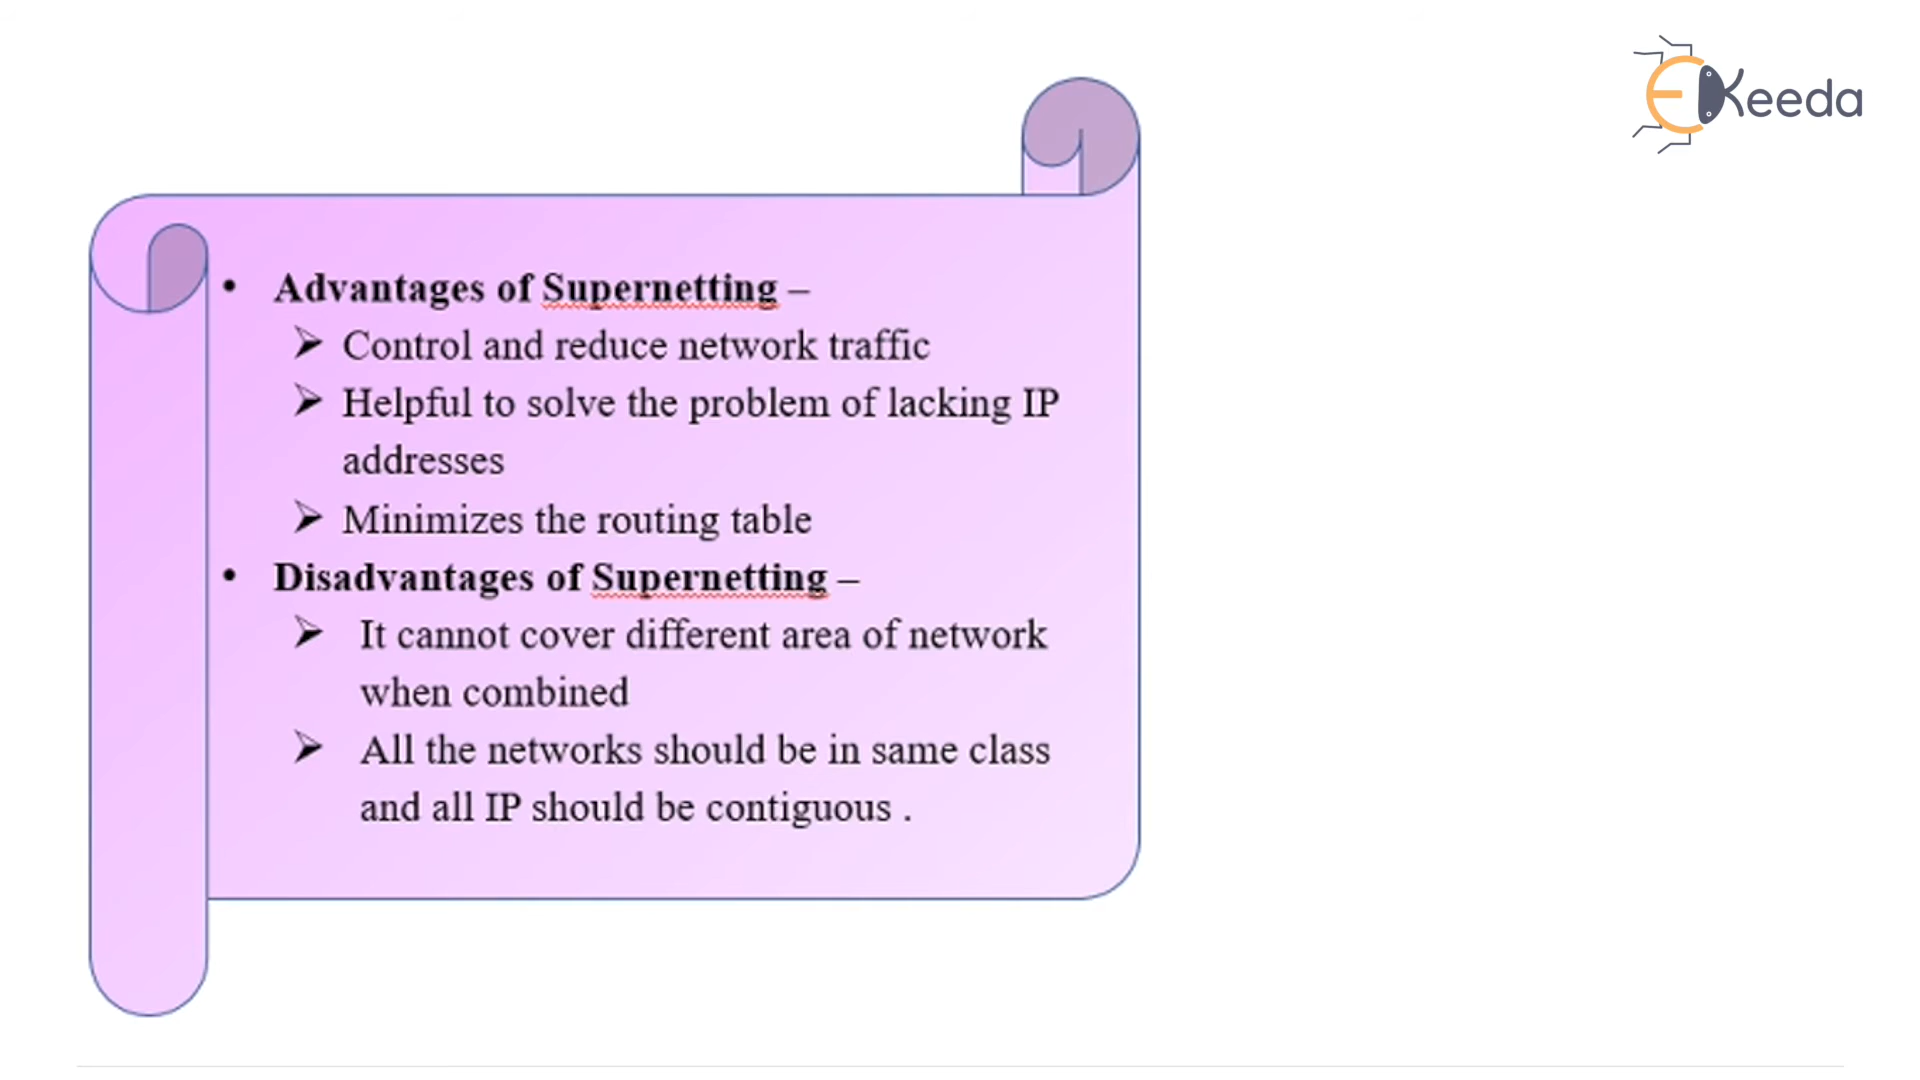 EKeeda
• Advantages of Supernetting –
➢ Control and reduce network traffic
➢ Helpful to solve the problem of lacking IP
addresses
➢ Minimizes the routing table
• Disadvantages of Supernetting –
➢ It cannot cover different area of network
when combined
➢ All the networks should be in same class
and all IP should be contiguous .